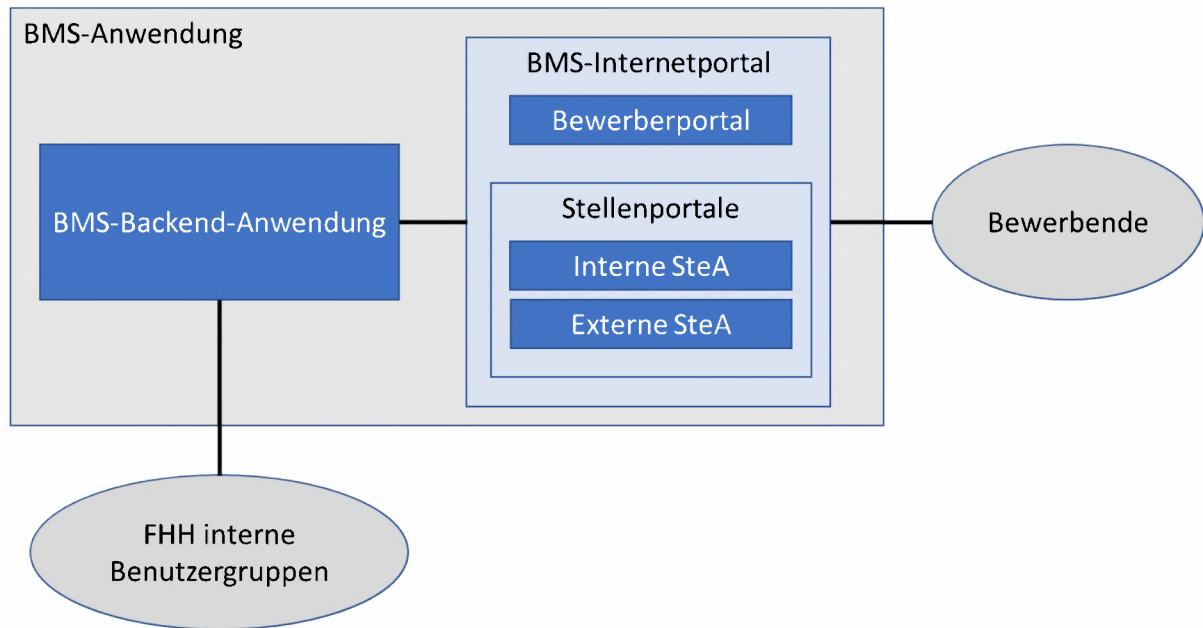 BMS-Anwendung
BMS-Internetportal
Bewerberportal
BMS-Backend-Anwendung
Stellenportale
Interne SteA
Externe SteA
Bewerbende
FHH interne
Benutzergruppen